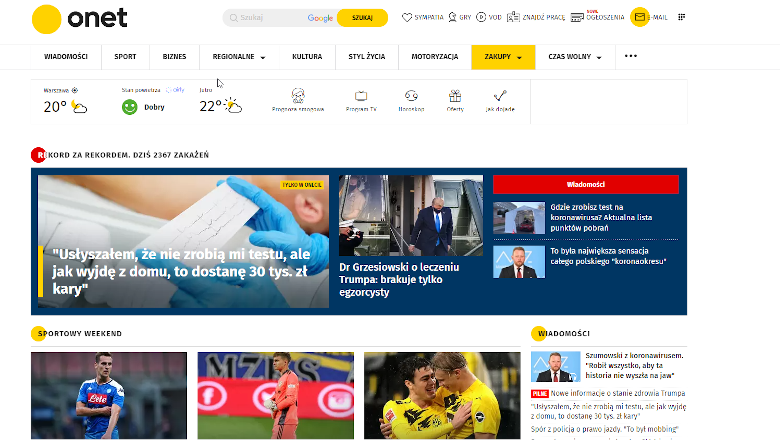 onet
Szukaj
Google
SZUKAJ
SYMPATIA
GRY
VOD
ZNAJDŹ PRACĘ
NOWE
OGŁOSZENIA
E-MAIL
WIADOMOŚCI
SPORT
BIZNES
REGIONALNE
KULTURA
STYL ŻYCIA
MOTORYZACJA
ZAKUPY
CZAS WOLNY
Warszawa
20°
Stan powietrza
Dobry
Jutro
22°
Prognoza smogowa
Program TV
Horoskop
Oferty
Jak dojadę
REKORD ZA REKORDEM. DZIŚ 2367 ZAKAŻEŃ
TYLKO W ONECIE
"Usłyszałem, że nie zrobią mi testu, ale
jak wyjdę z domu, to dostanę 30 tys. zł
kary"
Dr Grzesiowski o leczeniu
Trumpa: brakuje tylko
egzorcysty
Wiadomości
Gdzie zrobisz test na
koronawirusa? Aktualna lista
punktów pobrań
To była największa sensacja
całego polskiego "koronaokresu"
SPORTOWY WEEKEND
WIADOMOŚCI
Szumowski z koronawirusem.
"Robił wszystko, aby ta
historia nie wyszła na jaw"
PILNE
Nowe informacje o stanie zdrowia Trumpa
"Usłyszałem, że nie zrobią mi testu, ale jak wyjdę
z domu, to dostanę 30 tys. zł kary"
Spór z policją o prawo jazdy. "To był mobbing"